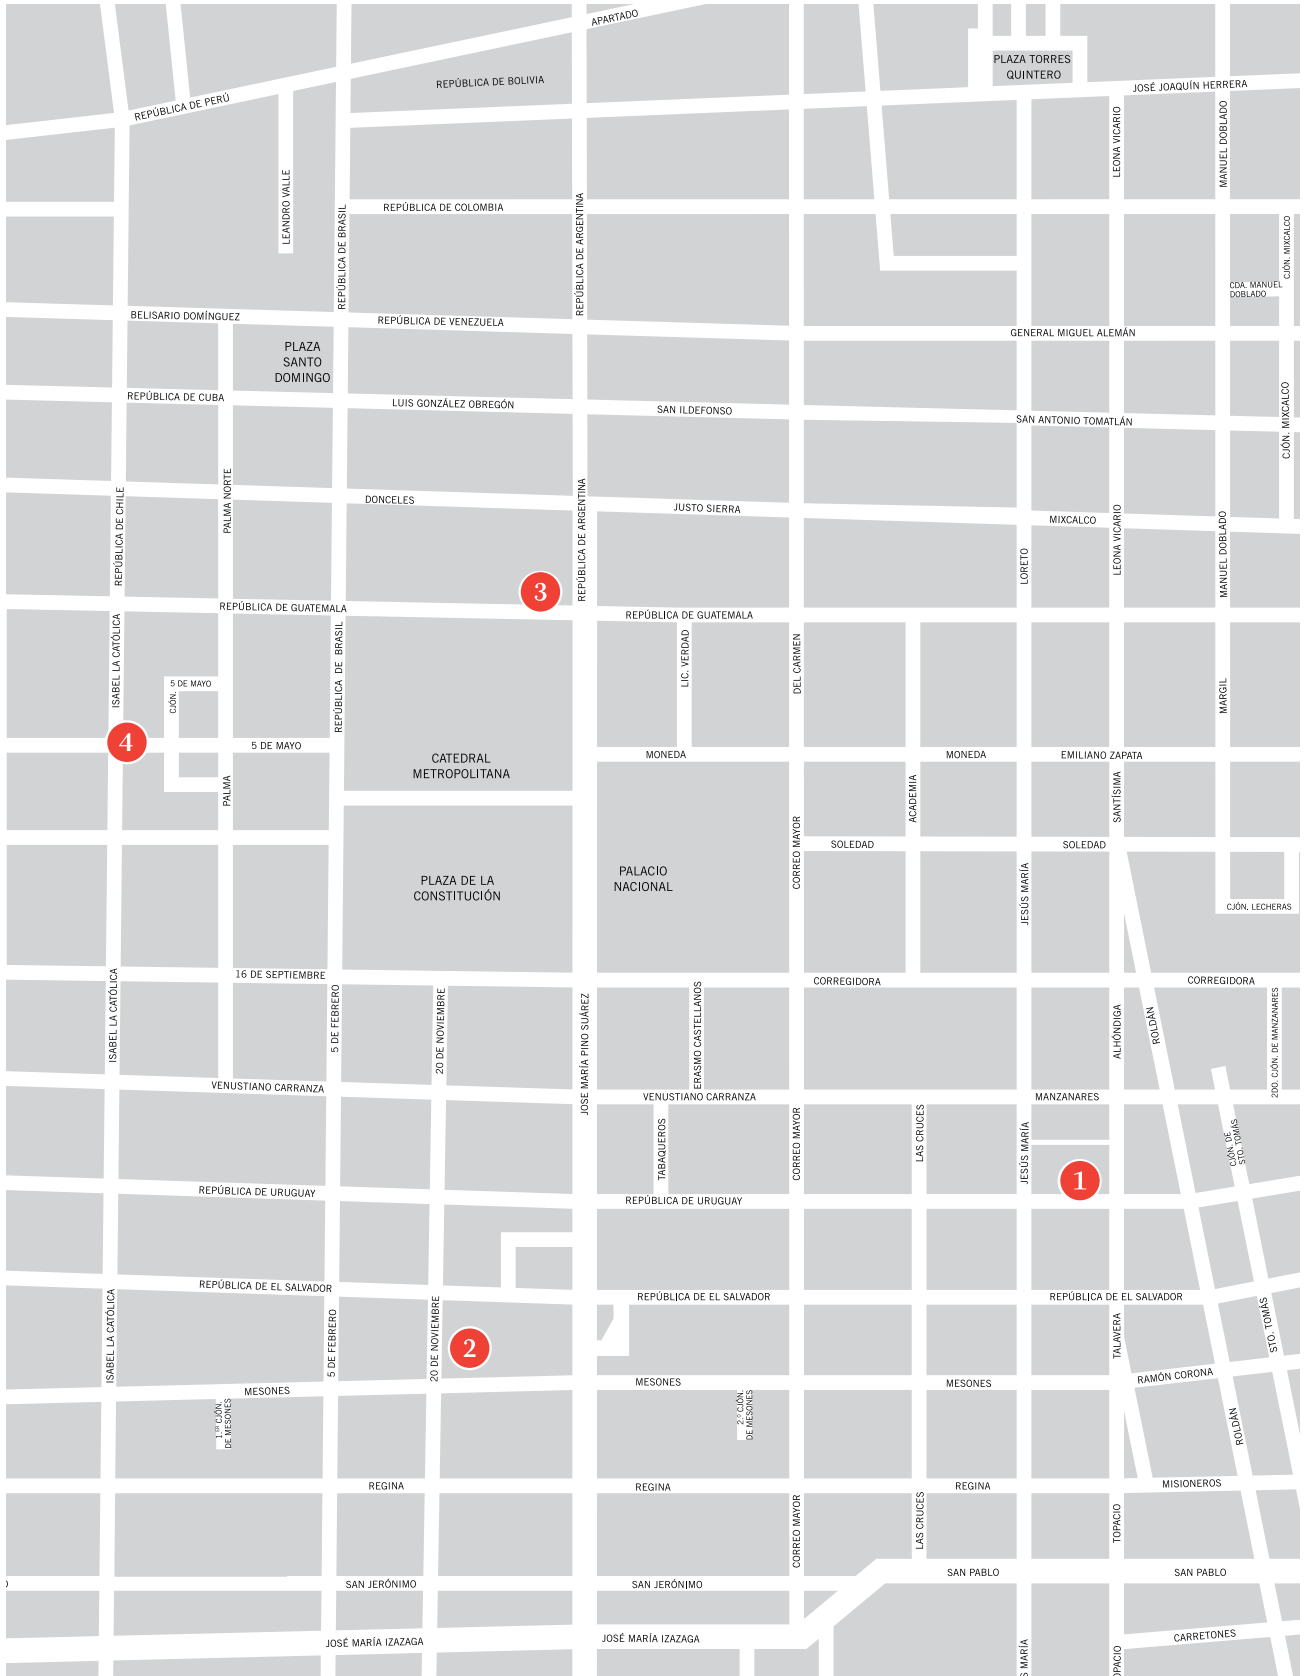 APARTADO
PLAZA TORRES
QUINTERO
REPÚBLICA DE BOLIVIA
JOSÉ JOAQUÍN HERRERA
REPÚBLICA DE PERÚ
LEONA VICARIO
MANUEL DOBLADO
LEANDRO VALLE
REPÚBLICA DE BRASIL
REPÚBLICA DE COLOMBIA
REPÚBLICA DE ARGENTINA
CJÓN. MIXCALCO
CDA. MANUEL
DOBLADO
BELISARIO DOMÍNGUEZ
REPÚBLICA DE VENEZUELA
GENERAL MIGUEL ALEMÁN
PLAZA
SANTO
DOMINGO
REPÚBLICA DE CUBA
LUIS GONZÁLEZ OBREGÓN
SAN ILDEFONSO
SAN ANTONIO TOMATLÁN
CJÓN. MIXCALCO
REPÚBLICA DE CHILE
PALMA NORTE
DONCELES
REPÚBLICA DE ARGENTINA
JUSTO SIERRA
MIXCALCO
LORETO
LEONA VICARIO
MANUEL DOBLADO
3
REPÚBLICA DE GUATEMALA
REPÚBLICA DE GUATEMALA
ISABEL LA CATÓLICA
REPÚBLICA DE BRASIL
LIC. VERDAD
DEL CARMEN
MARGIL
5 DE MAYO
CJÓN.
4
5 DE MAYO
CATEDRAL
METROPOLITANA
MONEDA
MONEDA
EMILIANO ZAPATA
PALMA
ACADEMIA
SANTÍSIMA
CORREO MAYOR
SOLEDAD
SOLEDAD
PLAZA DE LA
CONSTITUCIÓN
PALACIO
NACIONAL
JESÚS MARÍA
CJÓN. LECHERAS
16 DE SEPTIEMBRE
CORREGIDORA
CORREGIDORA
ISABEL LA CATÓLICA
5 DE FEBRERO
20 DE NOVIEMBRE
JOSE MARÍA PINO SUÁREZ
ERASMO CASTELLANOS
ALHÓNDIGA
ROLDÁN
2DO. CJÓN. DE MANZANARES
VENUSTIANO CARRANZA
VENUSTIANO CARRANZA
MANZANARES
TABAQUEROS
CORREO MAYOR
LAS CRUCES
JESÚS MARÍA
CJÓN. DE
STO. TOMÁS
1
REPÚBLICA DE URUGUAY
REPÚBLICA DE URUGUAY
REPÚBLICA DE EL SALVADOR
REPÚBLICA DE EL SALVADOR
REPÚBLICA DE EL SALVADOR
ISABEL LA CATÓLICA
5 DE FEBRERO
20 DE NOVIEMBRE
2
TALAVERA
STO. TOMÁS
MESONES
MESONES
MESONES
RAMÓN CORONA
1.ER CJÓN.
DE MESONES
2.º CJÓN.
DE MESONES
ROLDÁN
REGINA
REGINA
REGINA
MISIONEROS
CORREO MAYOR
LAS CRUCES
TOPACIO
SAN JERÓNIMO
SAN JERÓNIMO
SAN PABLO
SAN PABLO
JOSÉ MARÍA IZAZAGA
JOSÉ MARÍA IZAZAGA
CARRETONES
S MARÍA
OPACIO